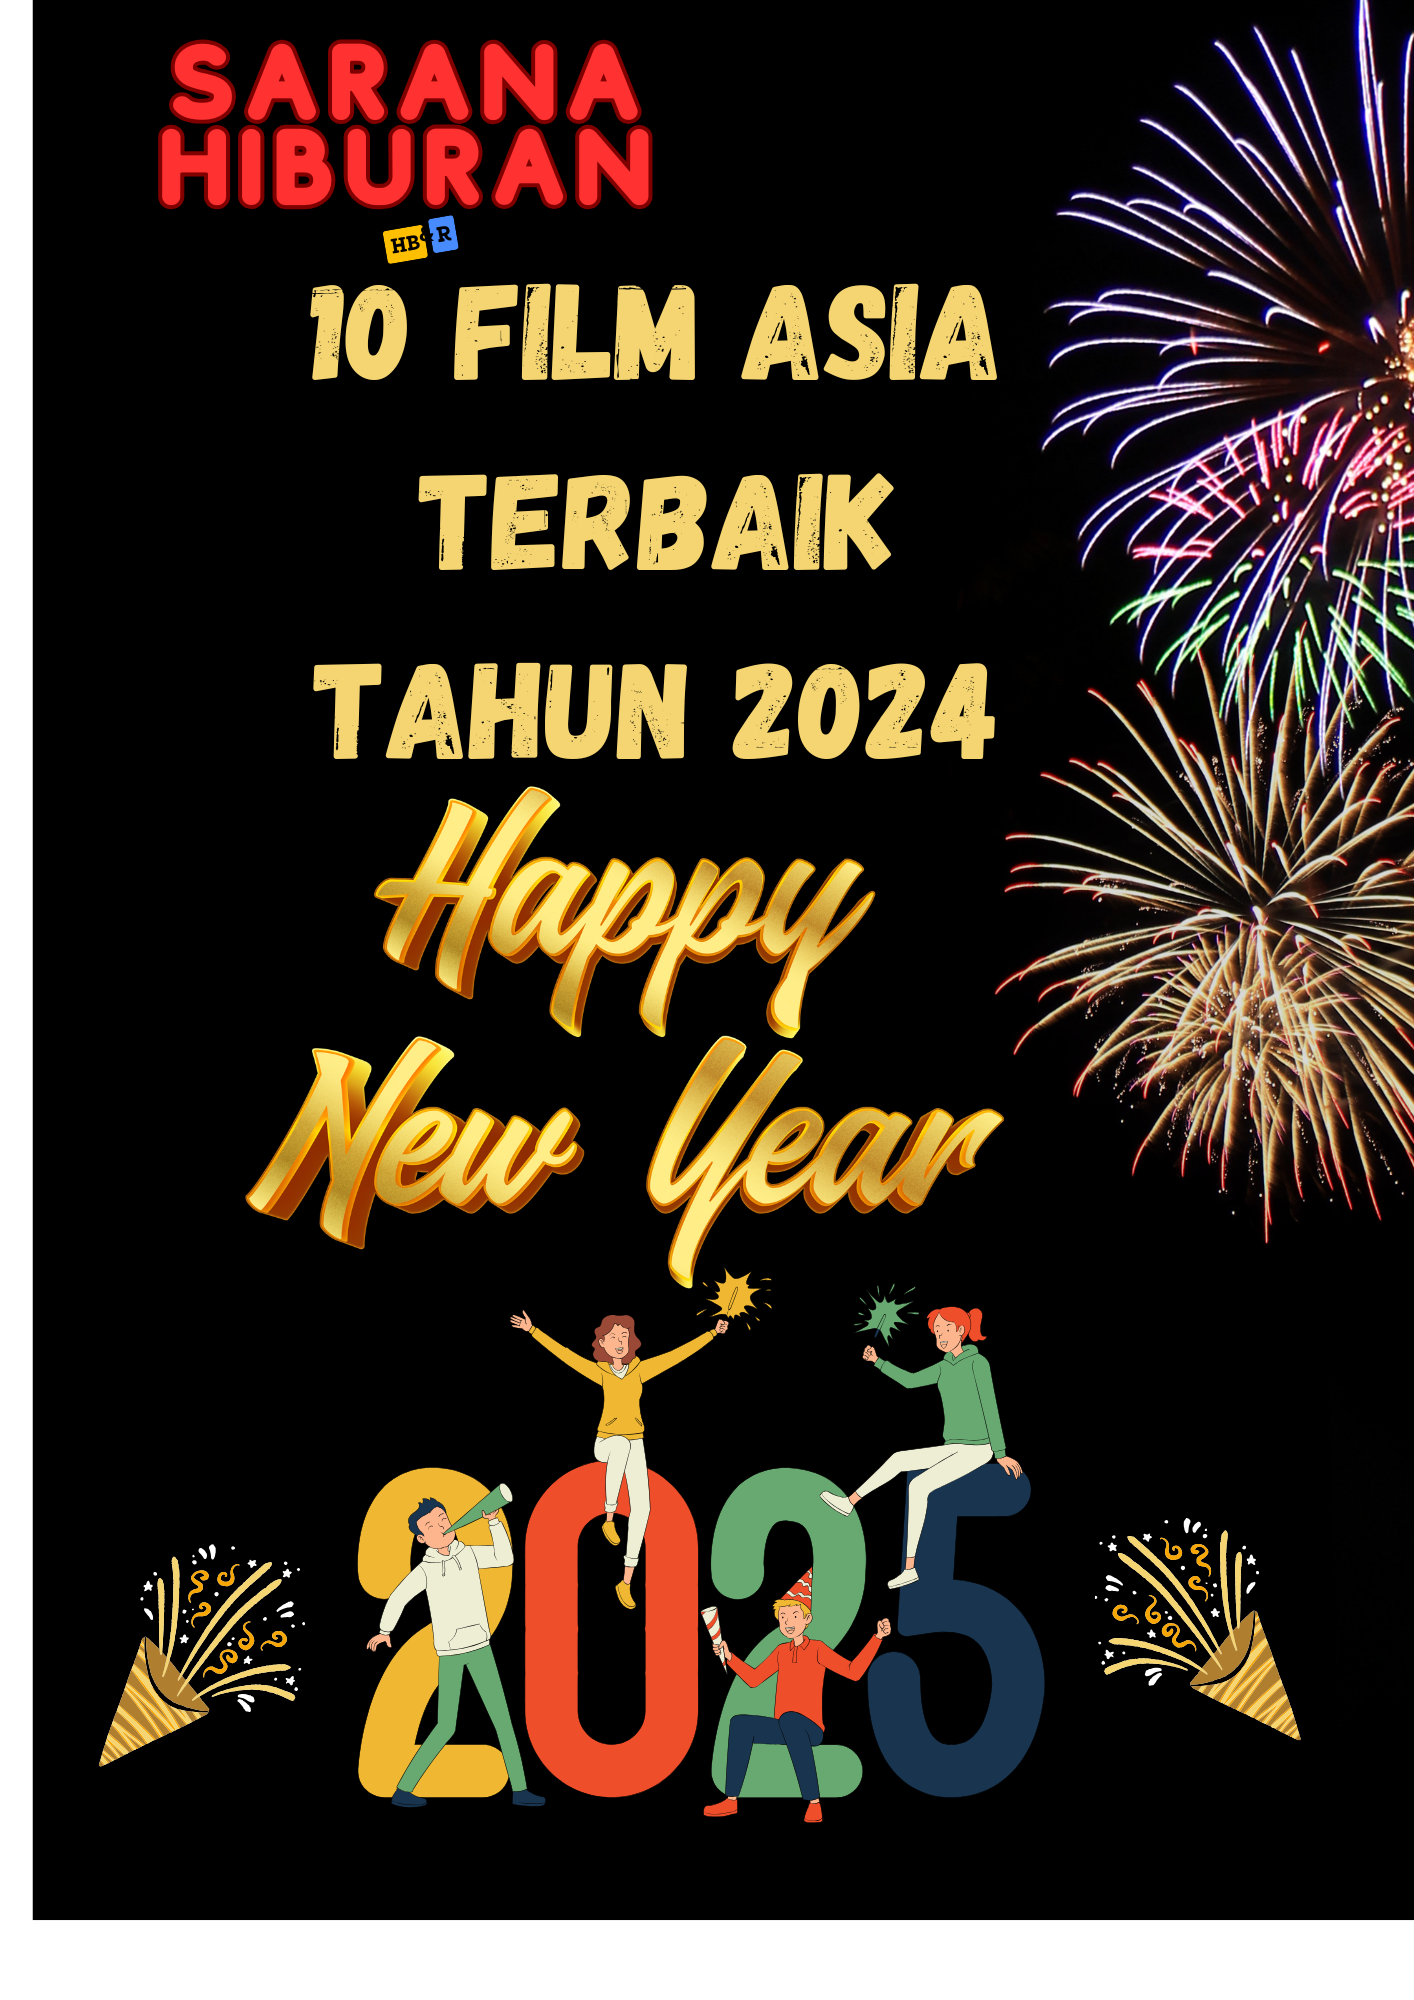 SARANA
HIBURAN
HB&R
10 FILM ASIA
TERBAIK
TAHUN 2024
Happy
New Year
2025